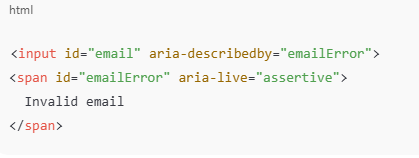 html
<input id="email" aria-describedby="emailError">
<span id="emailError" aria-live="assertive">
  Invalid email
</span>